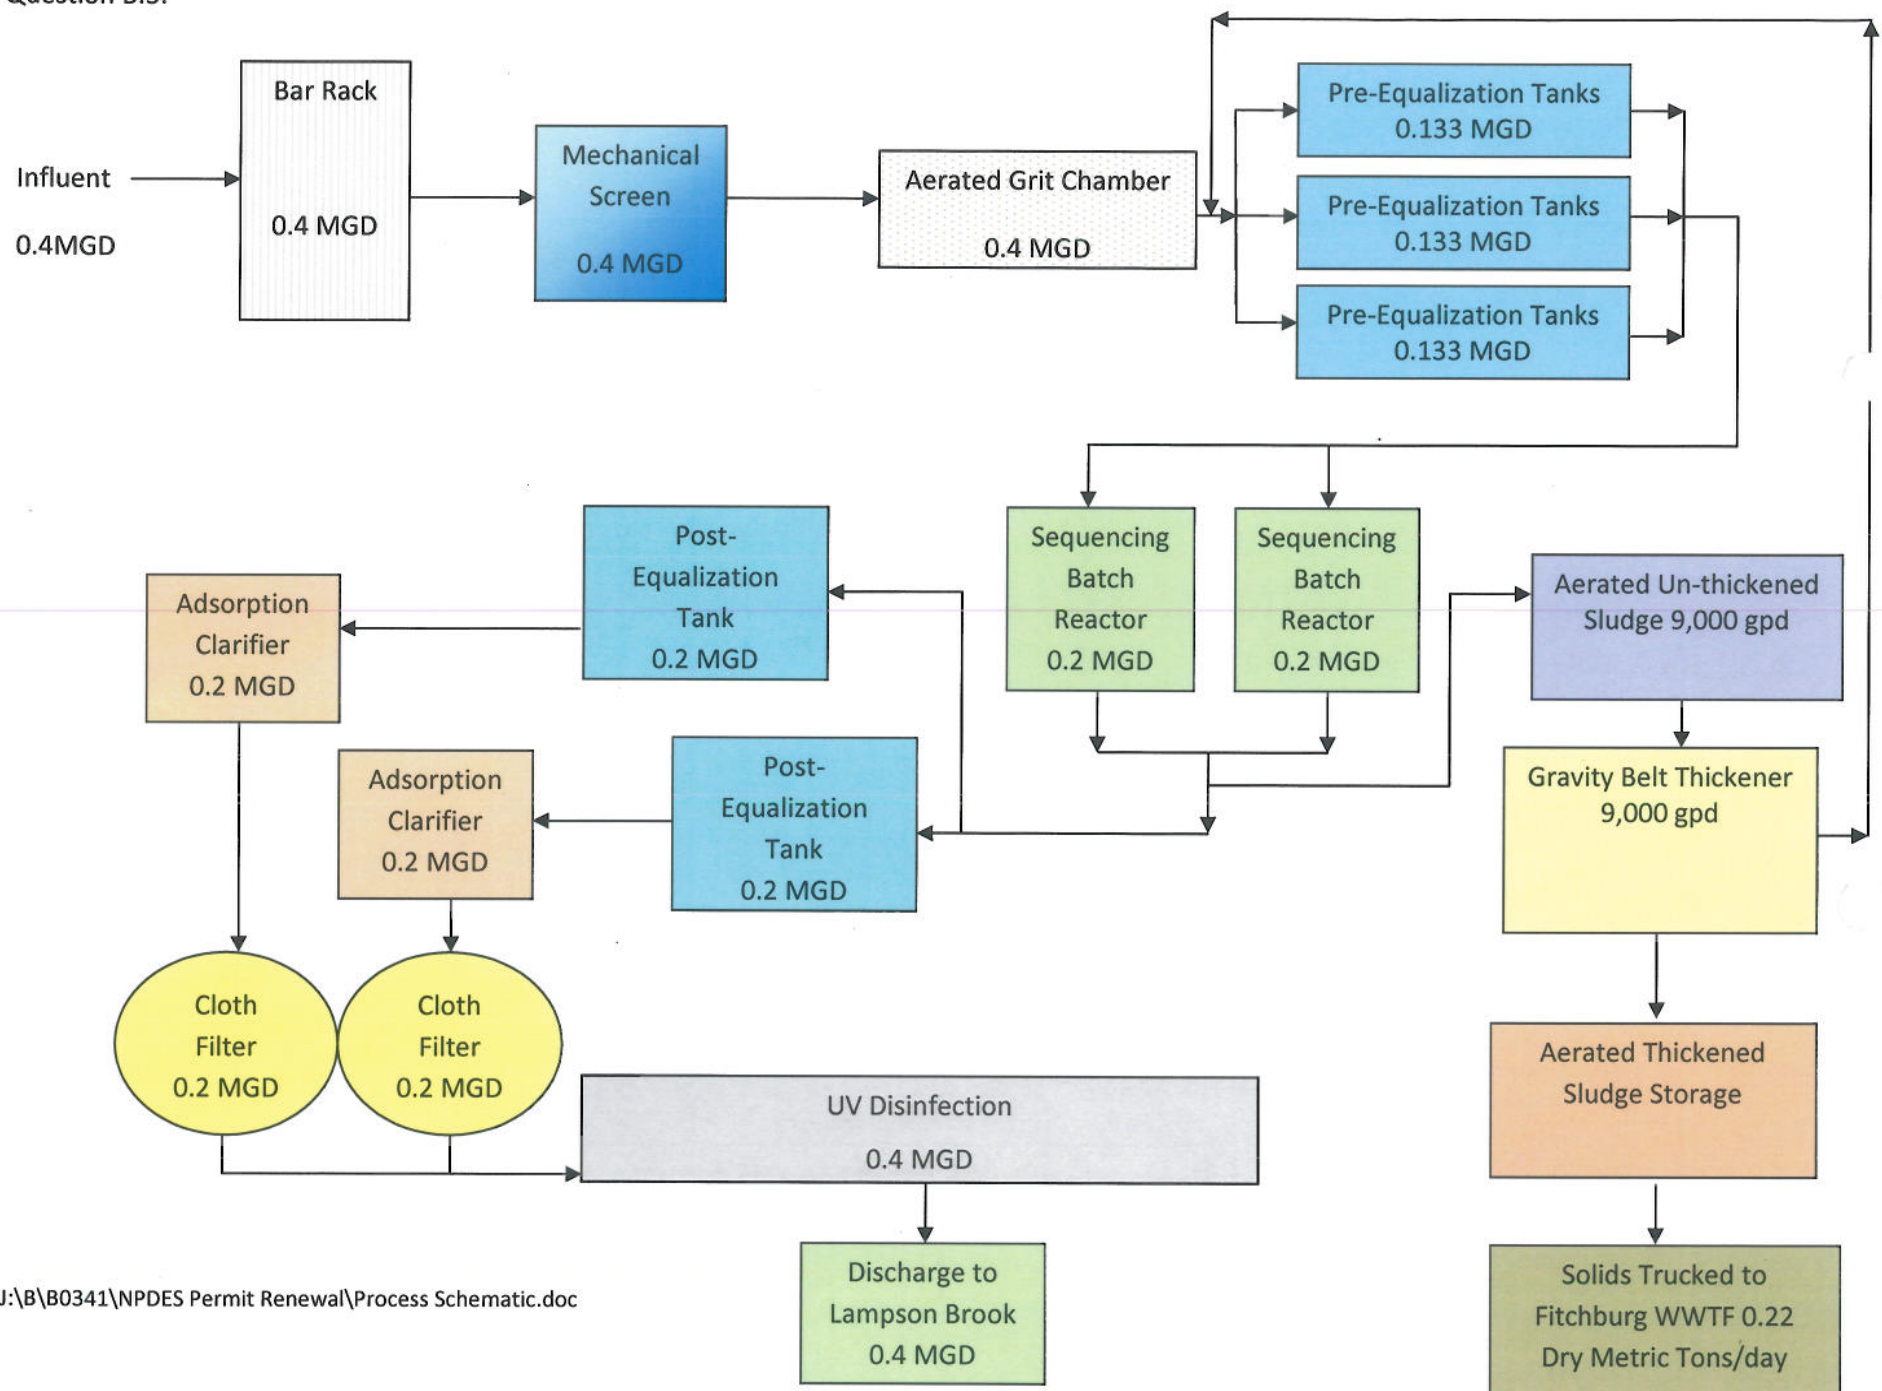 Question B.3.
Bar Rack
0.4 MGD
Influent
0.4MGD
Mechanical
Screen
0.4 MGD
Aerated Grit Chamber
0.4 MGD
Pre-Equalization Tanks
0.133 MGD
Pre-Equalization Tanks
0.133 MGD
Pre-Equalization Tanks
0.133 MGD
Sequencing
Batch
Reactor
0.2 MGD
Sequencing
Batch
Reactor
0.2 MGD
Post-
Equalization
Tank
0.2 MGD
Adsorption
Clarifier
0.2 MGD
Aerated Un-thickened
Sludge 9,000 gpd
Post-
Equalization
Tank
0.2 MGD
Adsorption
Clarifier
0.2 MGD
Gravity Belt Thickener
9,000 gpd
Cloth
Filter
0.2 MGD
Cloth
Filter
0.2 MGD
Aerated Thickened
Sludge Storage
UV Disinfection
0.4 MGD
Discharge to
Lampson Brook
0.4 MGD
Solids Trucked to
Fitchburg WWTF 0.22
Dry Metric Tons/day
J:\B\B0341\NPDES Permit Renewal\Process Schematic.doc